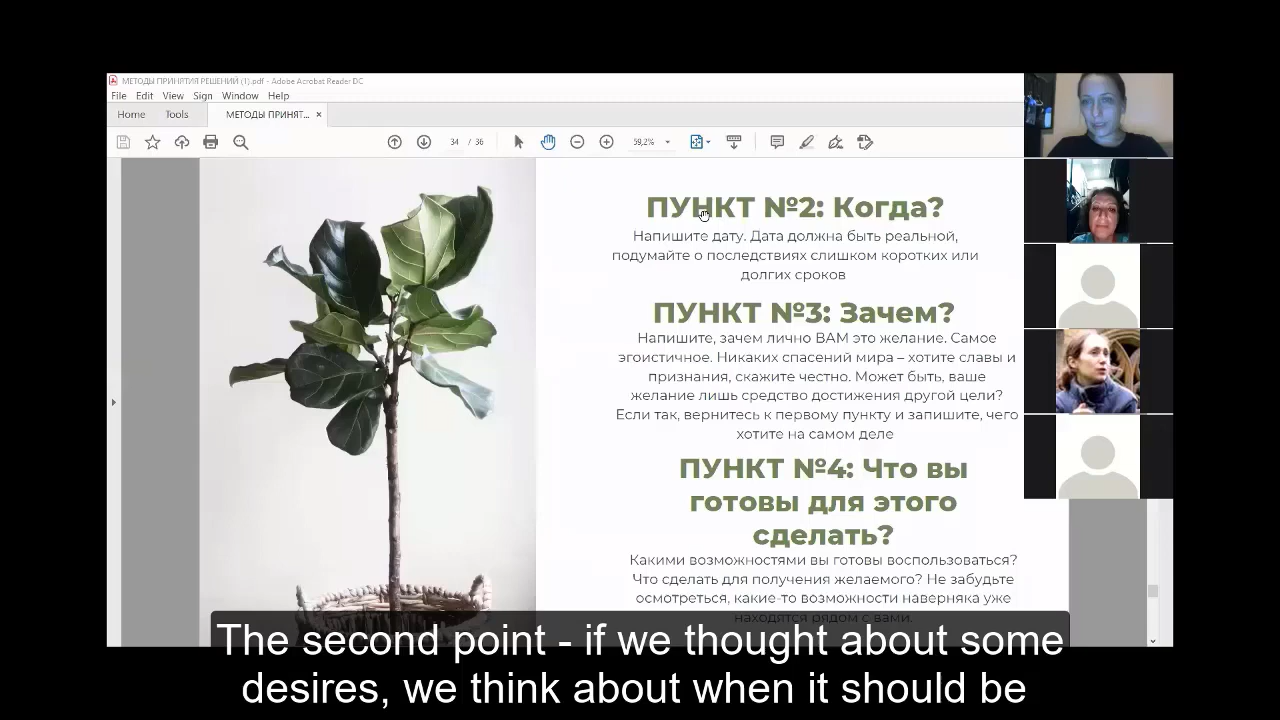 МЕТОДЫ ПРИНЯТИЯ РЕШЕНИЙ (1).pdf - Adobe Acrobat Reader DC
File Edit View Sign Window Help
Home Tools МЕТОДЫ ПРИНЯТ... ×
34 / 36 59,2%
ПУНКТ №2: Когда?
Напишите дату. Дата должна быть реальной,
подумайте о последствиях слишком коротких или
долгих сроков
ПУНКТ №3: Зачем?
Напишите, зачем лично ВАМ это желание. Самое
эгоистичное. Никаких спасений мира – хотите славы и
признания, скажите честно. Может быть, ваше
желание лишь средство достижения другой цели?
Если так, вернитесь к первому пункту и запишите, чего
хотите на самом деле
ПУНКТ №4: Что вы
готовы для этого
сделать?
Какими возможностями вы готовы воспользоваться?
Что сделать для получения желаемого? Не забудьте
осмотреться, какие-то возможности наверняка уже
находятся рядом с вами.
The second point - if we thought about some
desires, we think about when it should be